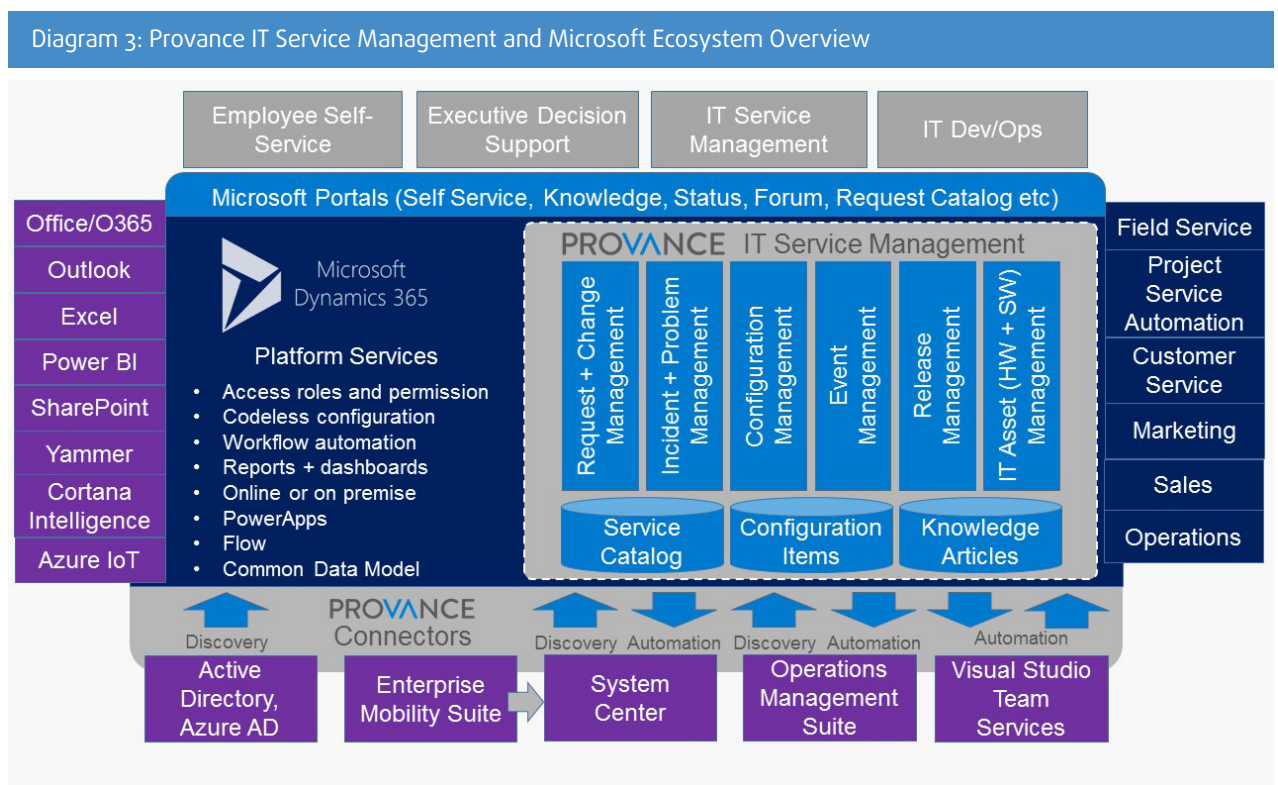 Diagram 3: Provance IT Service Management and Microsoft Ecosystem Overview
Employee Self-
Service
Executive Decision
Support
IT Service
Management
IT Dev/Ops
Microsoft Portals (Self Service, Knowledge, Status, Forum, Request Catalog etc)
Office/O365
Outlook
Excel
Power BI
SharePoint
Yammer
Cortana
Intelligence
Azure IoT
Microsoft
Dynamics 365
Platform Services
• Access roles and permission
• Codeless configuration
• Workflow automation
• Reports + dashboards
• Online or on premise
• PowerApps
• Flow
• Common Data Model
PROVANCE IT Service Management
Request + Change
Management
Incident + Problem
Management
Configuration
Management
Event
Management
Release
Management
IT Asset (HW + SW)
Management
Service
Catalog
Configuration
Items
Knowledge
Articles
Field Service
Project
Service
Automation
Customer
Service
Marketing
Sales
Operations
PROVANCE
Connectors
Discovery
Discovery
Automation
Discovery
Automation
Automation
Active
Directory,
Azure AD
Enterprise
Mobility Suite
System
Center
Operations
Management
Suite
Visual Studio
Team
Services